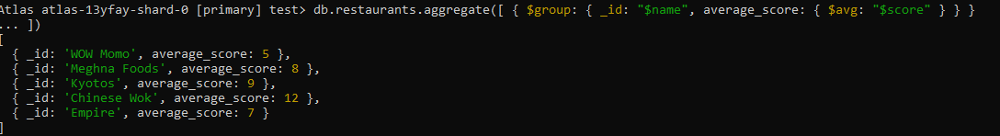 Atlas atlas-13yfay-shard-0 [primary] test> db.restaurants.aggregate([ { $group: { _id: "$name", average_score: { $avg: "$score" } } }
... ])
[
  { _id: 'WOW Momo', average_score: 5 },
  { _id: 'Meghna Foods', average_score: 8 },
  { _id: 'Kyotos', average_score: 9 },
  { _id: 'Chinese Wok', average_score: 12 },
  { _id: 'Empire', average_score: 7 }
]